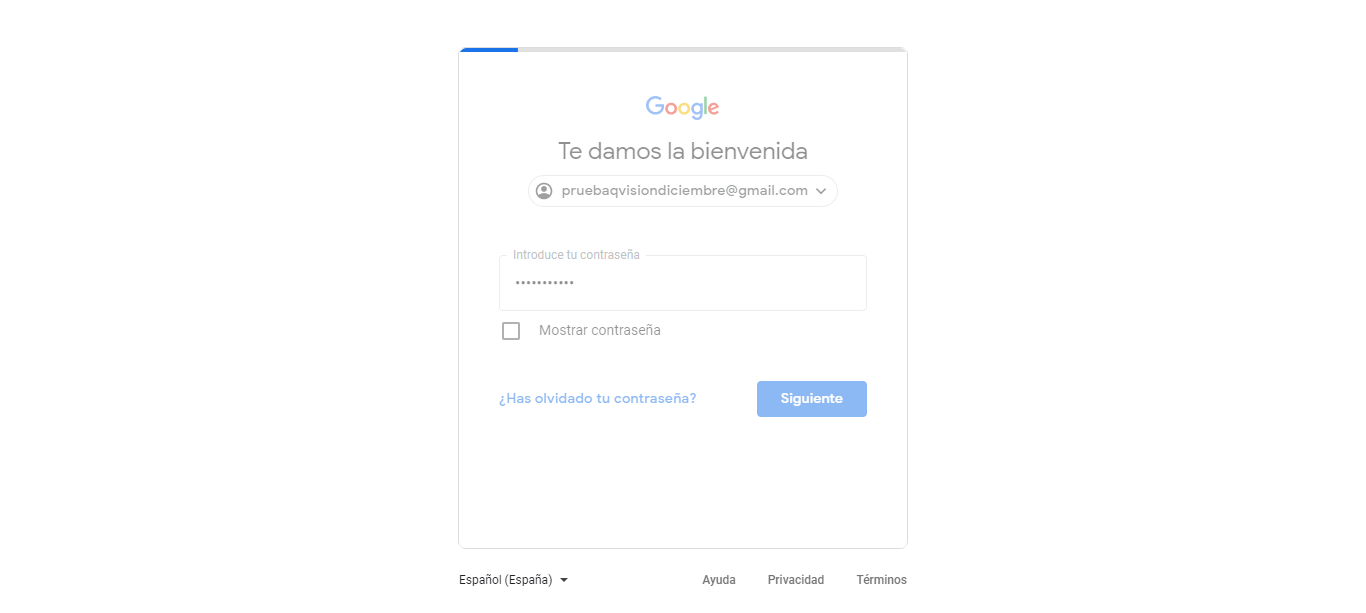 Google
Te damos la bienvenida
pruebaqvisiondiciembre@gmail.com
Introduce tu contraseña
•••••••••••
Mostrar contraseña
¿Has olvidado tu contraseña? Siguiente
Español (España) Ayuda Privacidad Términos